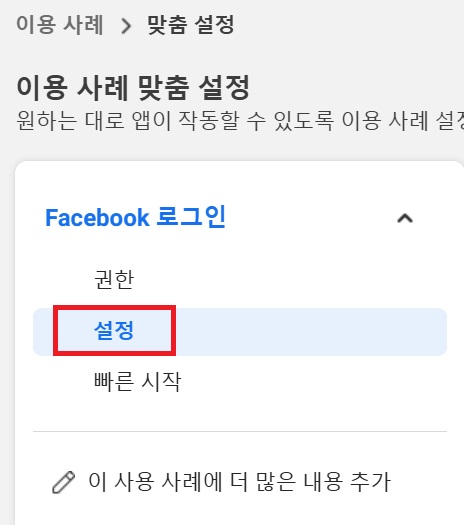 이용 사례 > 맞춤 설정
이용 사례 맞춤 설정
원하는 대로 앱이 작동할 수 있도록 이용 사례
Facebook 로그인
권한
설정
빠른 시작
이 사용 사례에 더 많은 내용 추가